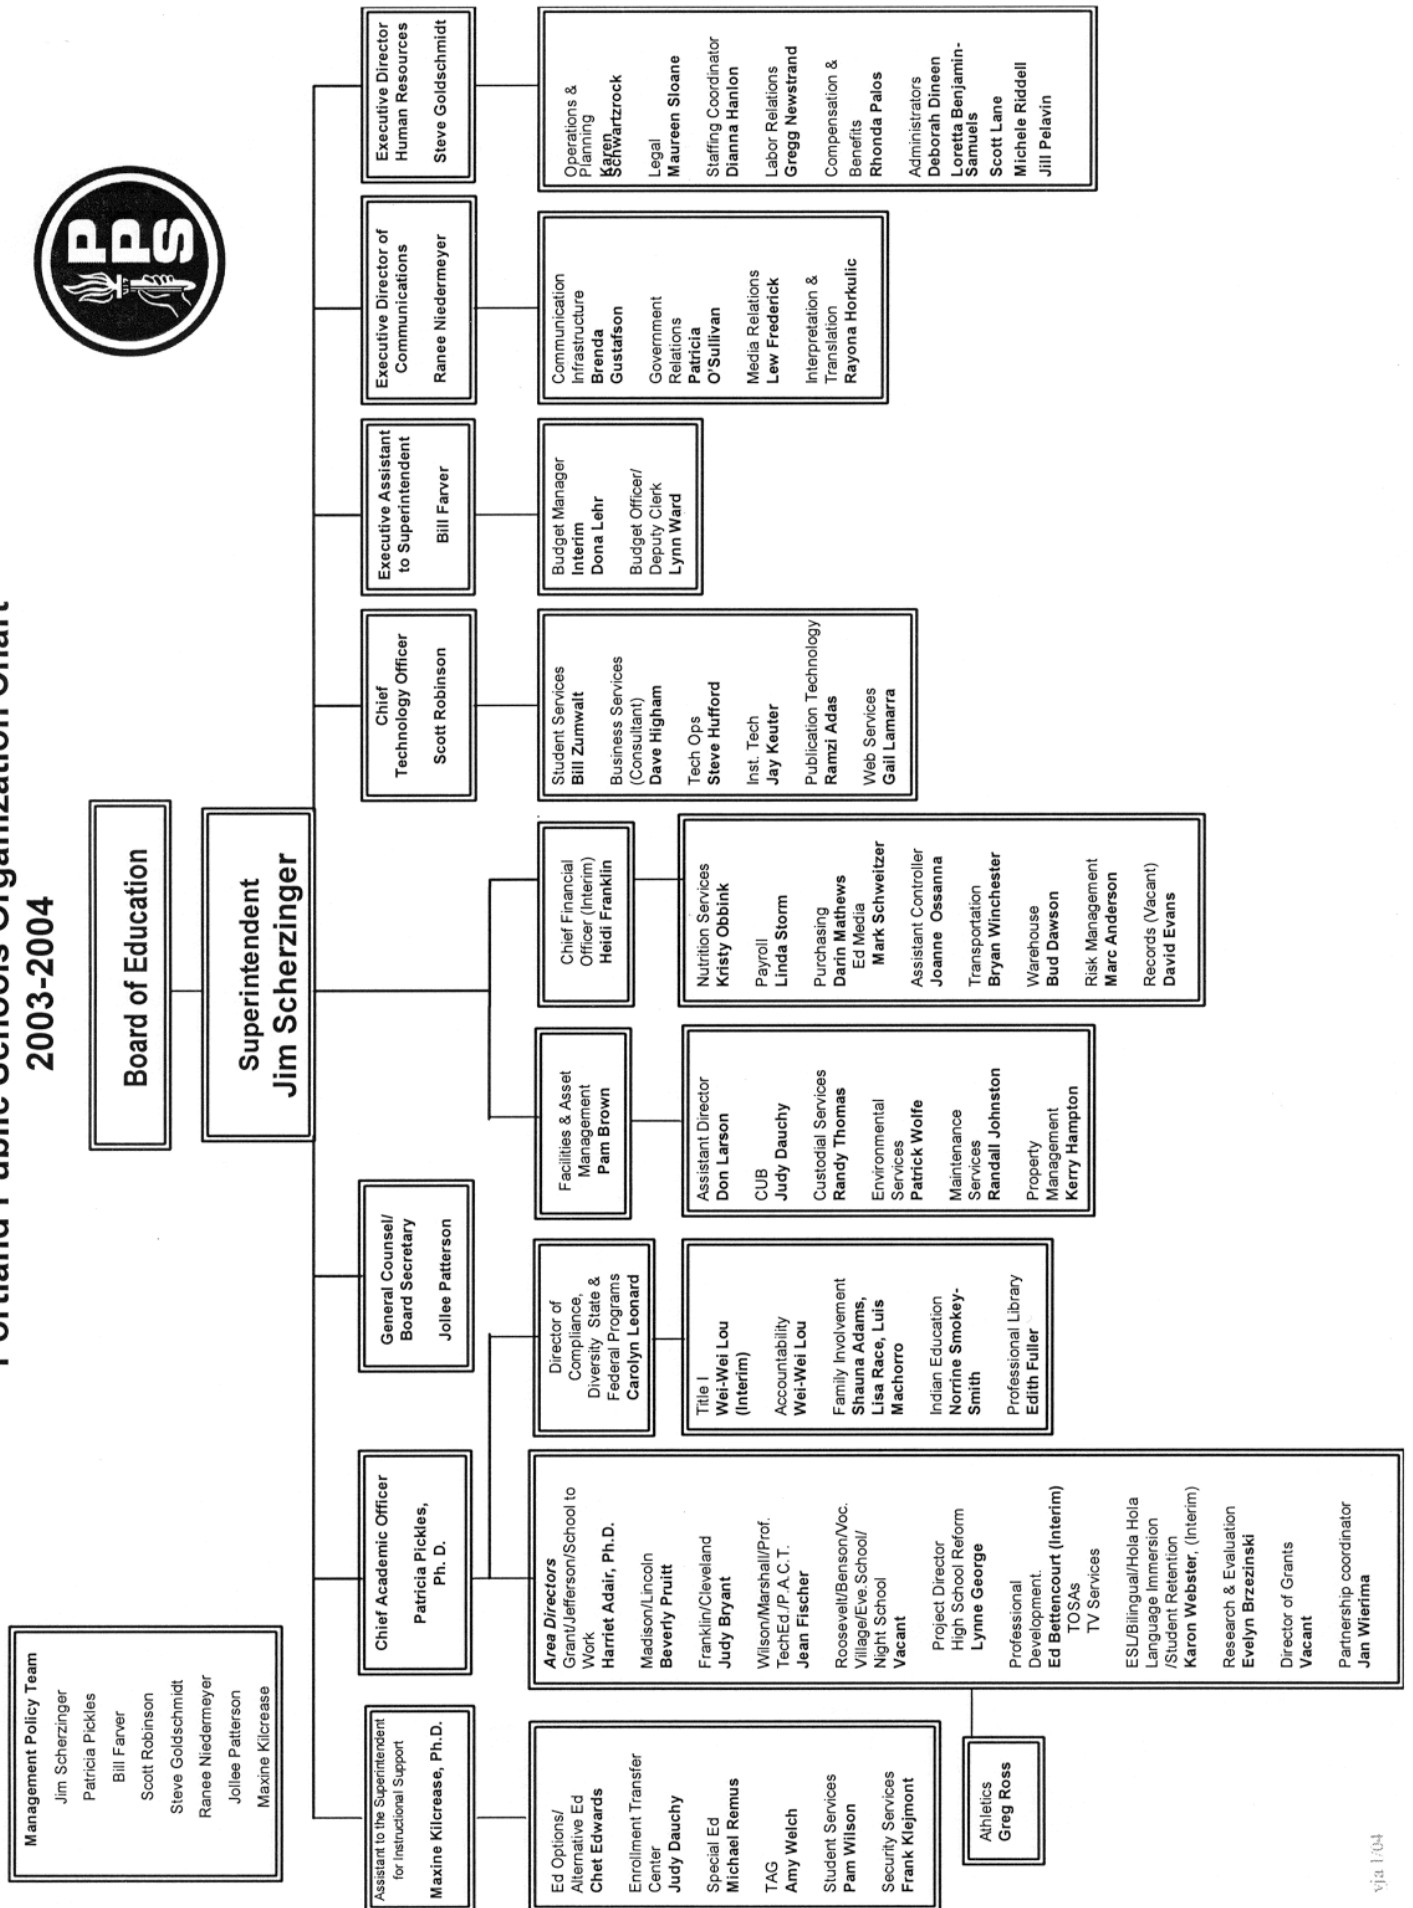 Portland Public Schools Organization Chart
2003-2004
PPS
Management Policy Team
Jim Scherzinger
Patricia Pickles
Bill Farver
Scott Robinson
Steve Goldschmidt
Ranee Niedermeyer
Jollee Patterson
Maxine Kilcrease
Board of Education
Superintendent
Jim Scherzinger
Assistant to the Superintendent
for Instructional Support
Maxine Kilcrease, Ph.D.
Chief Academic Officer
Patricia Pickles,
Ph. D.
General Counsel/
Board Secretary
Jollee Patterson
Chief
Technology Officer
Scott Robinson
Executive Assistant
to Superintendent
Bill Farver
Executive Director of
Communications
Ranee Niedermeyer
Executive Director
Human Resources
Steve Goldschmidt
Ed Options/
Alternative Ed
Chet Edwards
Enrollment Transfer
Center
Judy Dauchy
Special Ed
Michael Remus
TAG
Amy Welch
Student Services
Pam Wilson
Security Services
Frank Klejmont
Area Directors
Grant/Jefferson/School to
Work
Harriet Adair, Ph.D.
Madison/Lincoln
Beverly Pruitt
Franklin/Cleveland
Judy Bryant
Wilson/Marshall/Prof.
TechEd./P.A.C.T.
Jean Fischer
Roosevelt/Benson/Voc.
Village/Eve.School/
Night School
Vacant
Project Director
High School Reform
Lynne George
Professional
Development.
Ed Bettencourt (Interim)
TOSAs
TV Services
ESL/Bilingual/Hola Hola
Language Immersion
/Student Retention
Karon Webster, (Interim)
Research & Evaluation
Evelyn Brzezinski
Director of Grants
Vacant
Partnership coordinator
Jan Wierima
Athletics
Greg Ross
Director of
Compliance,
Diversity State &
Federal Programs
Carolyn Leonard
Title I
Wei-Wei Lou
(Interim)
Accountability
Wei-Wei Lou
Family Involvement
Shauna Adams,
Lisa Race, Luis
Machorro
Indian Education
Norrine Smokey-
Smith
Professional Library
Edith Fuller
Facilities & Asset
Management
Pam Brown
Assistant Director
Don Larson
CUB
Judy Dauchy
Custodial Services
Randy Thomas
Environmental
Services
Patrick Wolfe
Maintenance
Services
Randall Johnston
Property
Management
Kerry Hampton
Chief Financial
Officer (Interim)
Heidi Franklin
Nutrition Services
Kristy Obbink
Payroll
Linda Storm
Purchasing
Darin Mathews
Ed Media
Mark Schweitzer
Assistant Controller
Joanne Ossanna
Transportation
Bryan Winchester
Warehouse
Bud Dawson
Risk Management
Marc Anderson
Records (Vacant)
David Evans
Student Services
Bill Zumwalt
Business Services
(Consultant)
Dave Higham
Tech Ops
Steve Hufford
Inst. Tech
Jay Keuter
Publication Technology
Ramzi Adas
Web Services
Gail Lamarra
Budget Manager
Interim
Dona Lehr
Budget Officer/
Deputy Clerk
Lynn Ward
Communication
Infrastructure
Brenda
Gustafson
Government
Relations
Patricia
O'Sullivan
Media Relations
Lew Frederick
Interpretation &
Translation
Rayona Horkulic
Operations &
Planning
Karen
Schwartzrock
Legal
Maureen Sloane
Staffing Coordinator
Dianna Hanlon
Labor Relations
Gregg Newstrand
Compensation &
Benefits
Rhonda Palos
Administrators
Deborah Dineen
Loretta Benjamin-
Samuels
Scott Lane
Michele Riddell
Jill Pelavin
vja 1/04